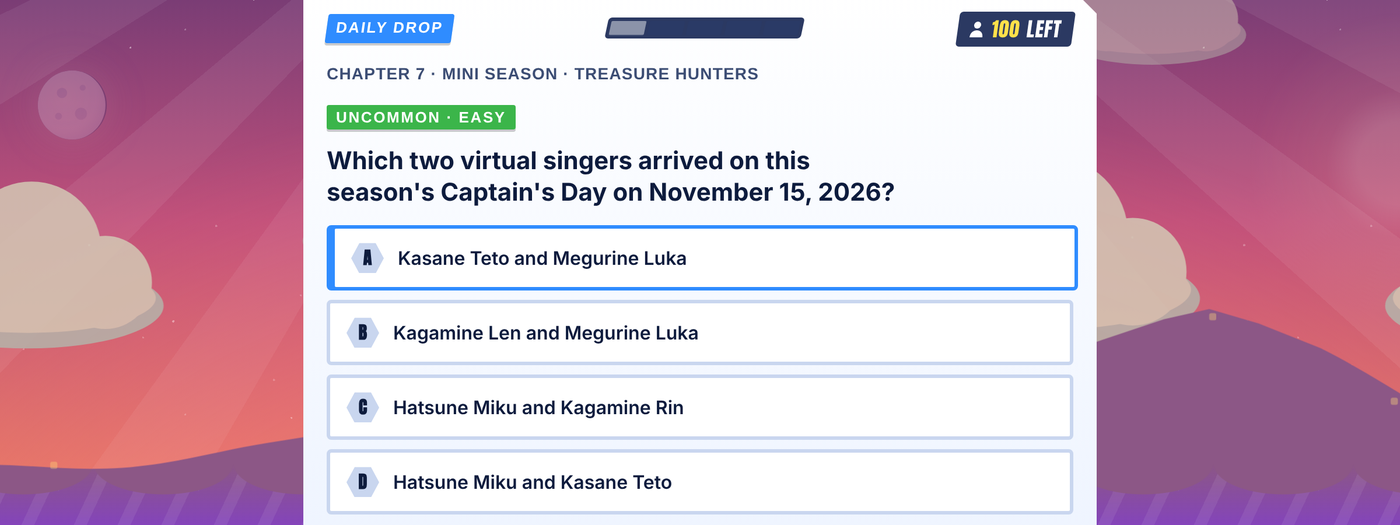 DAILY DROP
100 LEFT
CHAPTER 7 · MINI SEASON · TREASURE HUNTERS
UNCOMMON · EASY
Which two virtual singers arrived on this
season's Captain's Day on November 15, 2026?
A Kasane Teto and Megurine Luka
B Kagamine Len and Megurine Luka
C Hatsune Miku and Kagamine Rin
D Hatsune Miku and Kasane Teto